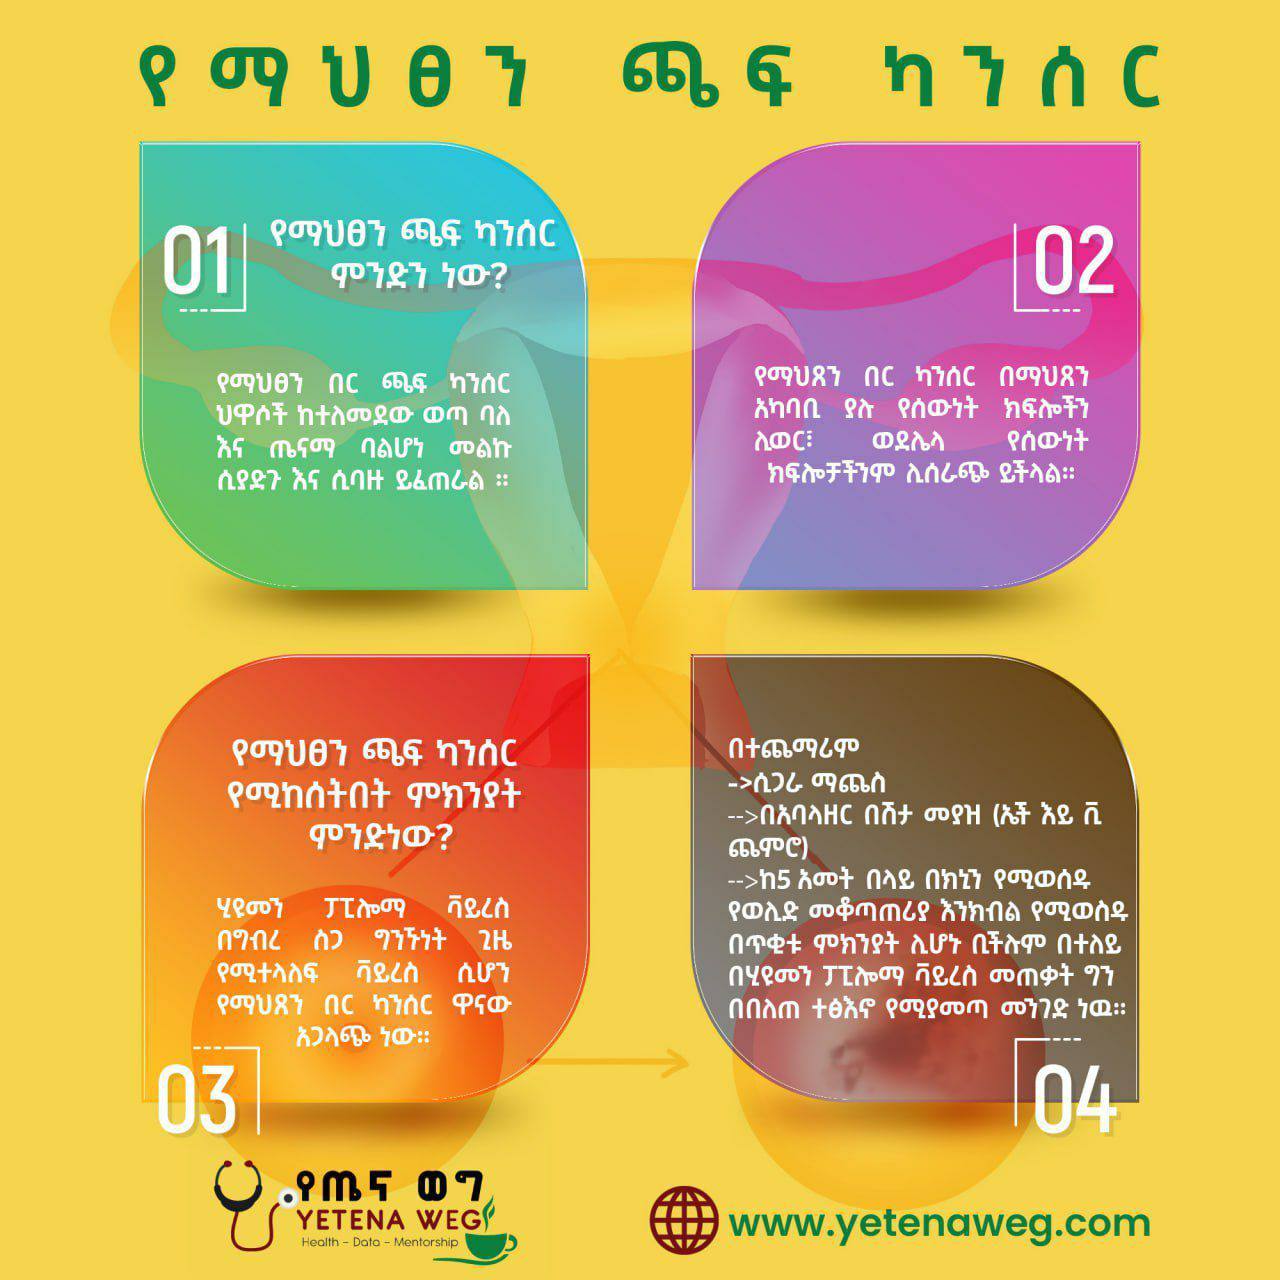 የማህፀን ጫፍ ካንሰር
01
የማህፀን ጫፍ ካንሰር
ምንድን ነው?
የማህፀን በር ጫፍ ካንሰር
ህዋሶች ከተለመደው ወጣ ባለ
እና ጤናማ ባልሆነ መልኩ
ሲያድጉ እና ሲባዙ ይፈጠራል ።
02
የማህጸን በር ካንሰር በማህጸን
አካባቢ ያሉ የሰውነት ክፍሎችን
ሊወር፣ ወደሌላ የሰውነት
ክፍሎቻችንም ሊሰራጭ ይችላል።
የማህፀን ጫፍ ካንሰር
የሚከሰትበት ምክንያት
ምንድነው?
ሂዩመን ፓፒሎማ ቫይረስ
በግብረ ስጋ ግንኙነት ጊዜ
የሚተላለፍ ቫይረስ ሲሆን
የማህጸን በር ካንሰር ዋናው
አጋላጭ ነው።
03
በተጨማሪም
->ሲጋራ ማጨስ
-->በአባላዘር በሽታ መያዝ (ኤች እይ ቪ
ጨምሮ)
-->ከ5 አመት በላይ በክኒን የሚወሰዱ
የወሊድ መቆጣጠሪያ እንክብል የሚወስዱ
በጥቂቱ ምክንያት ሊሆኑ ቢችሉም በተለይ
በሂዩመን ፓፒሎማ ቫይረስ መጠቃት ግን
በበለጠ ተፅእኖ የሚያመጣ መንገድ ነዉ።
04
የጤና ወግ
YETENA WEG
Health - Data - Mentorship
www.yetenaweg.com